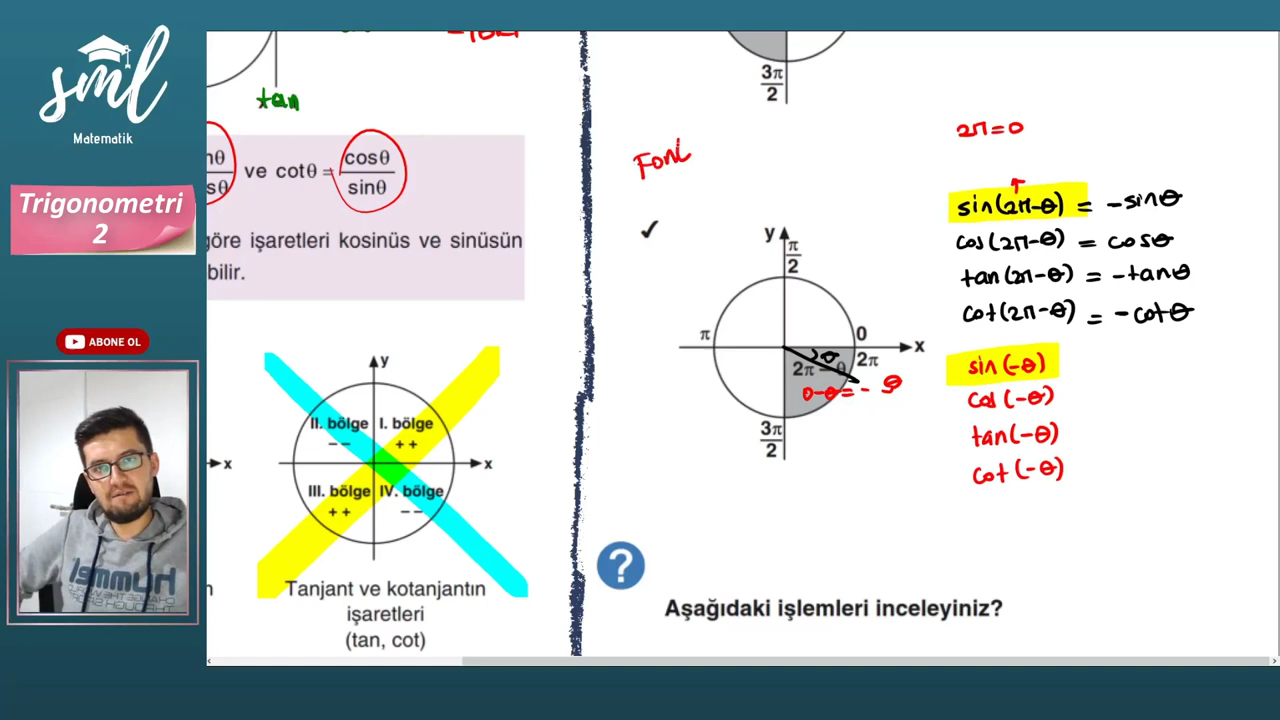 sml
Matematik
Trigonometri
2
ABONE OL
tan
ve cotθ = cosθ/sinθ
göre işaretleri kosinüs ve sinüsün
bilir.
y
II. bölge
I. bölge
− −
+ +
x
x
III. bölge
IV. bölge
+ +
− −
Tanjant ve kotanjantın
işaretleri
(tan, cot)
3π/2
2π=0
✓
y
π/2
π
0
x
2π
θ
2π − θ
0-θ = - θ
3π/2
sin(2π-θ) = -sinθ
cos(2π-θ) = cosθ
tan(2π-θ) = -tanθ
cot(2π-θ) = -cotθ
sin(-θ)
cos(-θ)
tan(-θ)
cot(-θ)
?
Aşağıdaki işlemleri inceleyiniz?